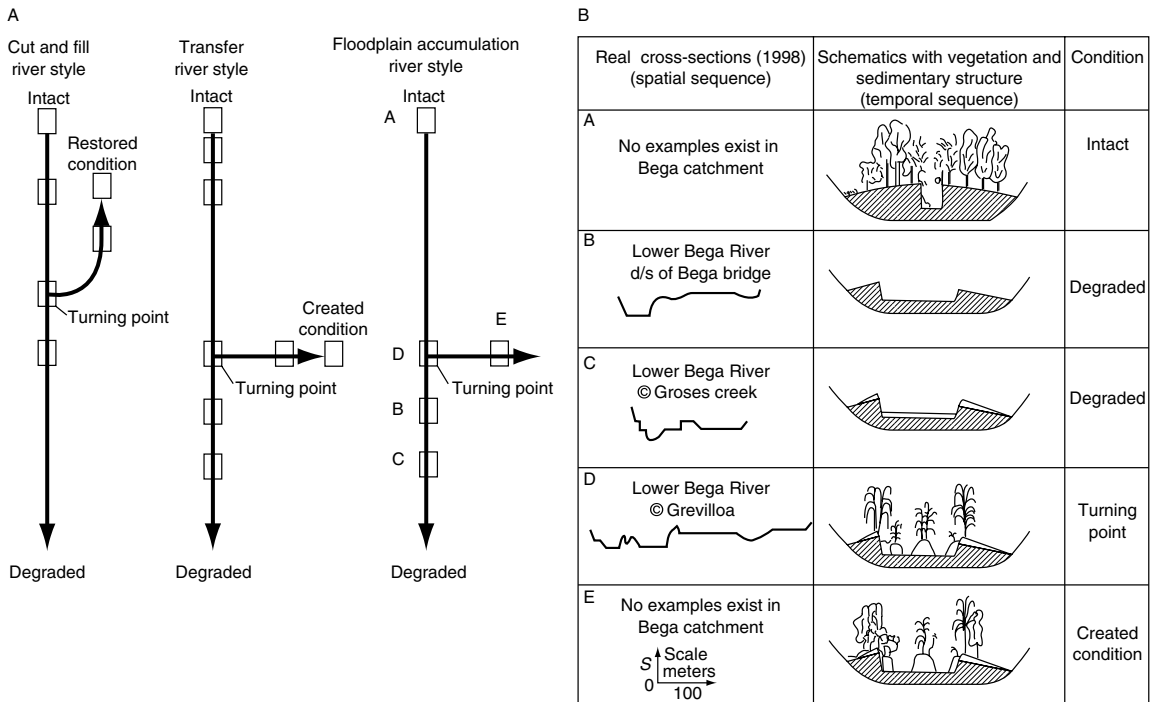 A
Cut and fill
river style
Intact
Restored
condition
Turning point
Degraded
Transfer
river style
Intact
Created
condition
Turning point
Degraded
Floodplain accumulation
river style
Intact
A
E
D
Turning point
B
C
Degraded
B
Real cross-sections (1998)
(spatial sequence)
Schematics with vegetation and
sedimentary structure
(temporal sequence)
Condition
A
No examples exist in
Bega catchment
Intact
B
Lower Bega River
d/s of Bega bridge
Degraded
C
Lower Bega River
© Groses creek
Degraded
D
Lower Bega River
© Grevilloa
Turning
point
E
No examples exist in
Bega catchment
S
Scale
meters
0
100
Created
condition